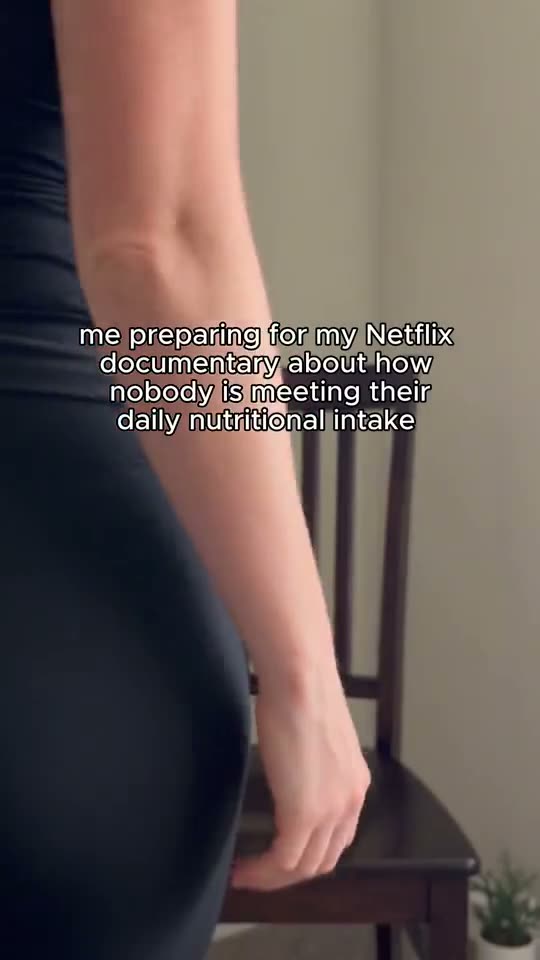 me preparing for my Netflix
documentary about how
nobody is meeting their
daily nutritional intake